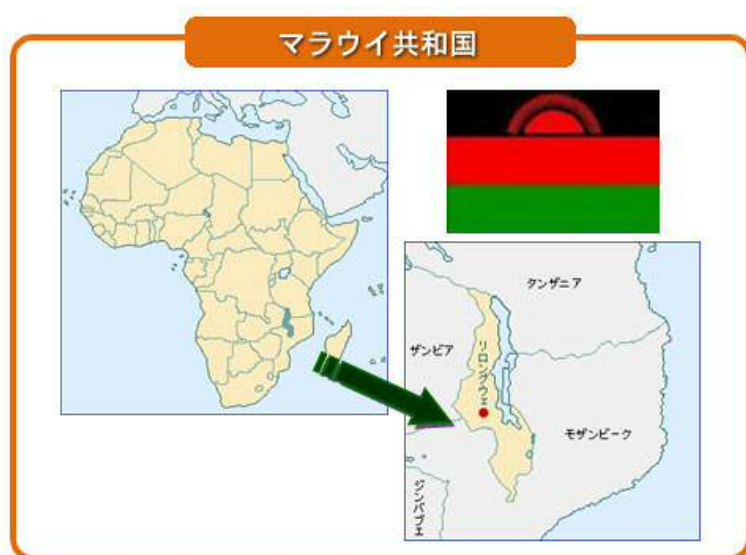 マラウイ共和国
タンザニア
ザンビア
リロングウェ
モザンビーク
ジンバブエ